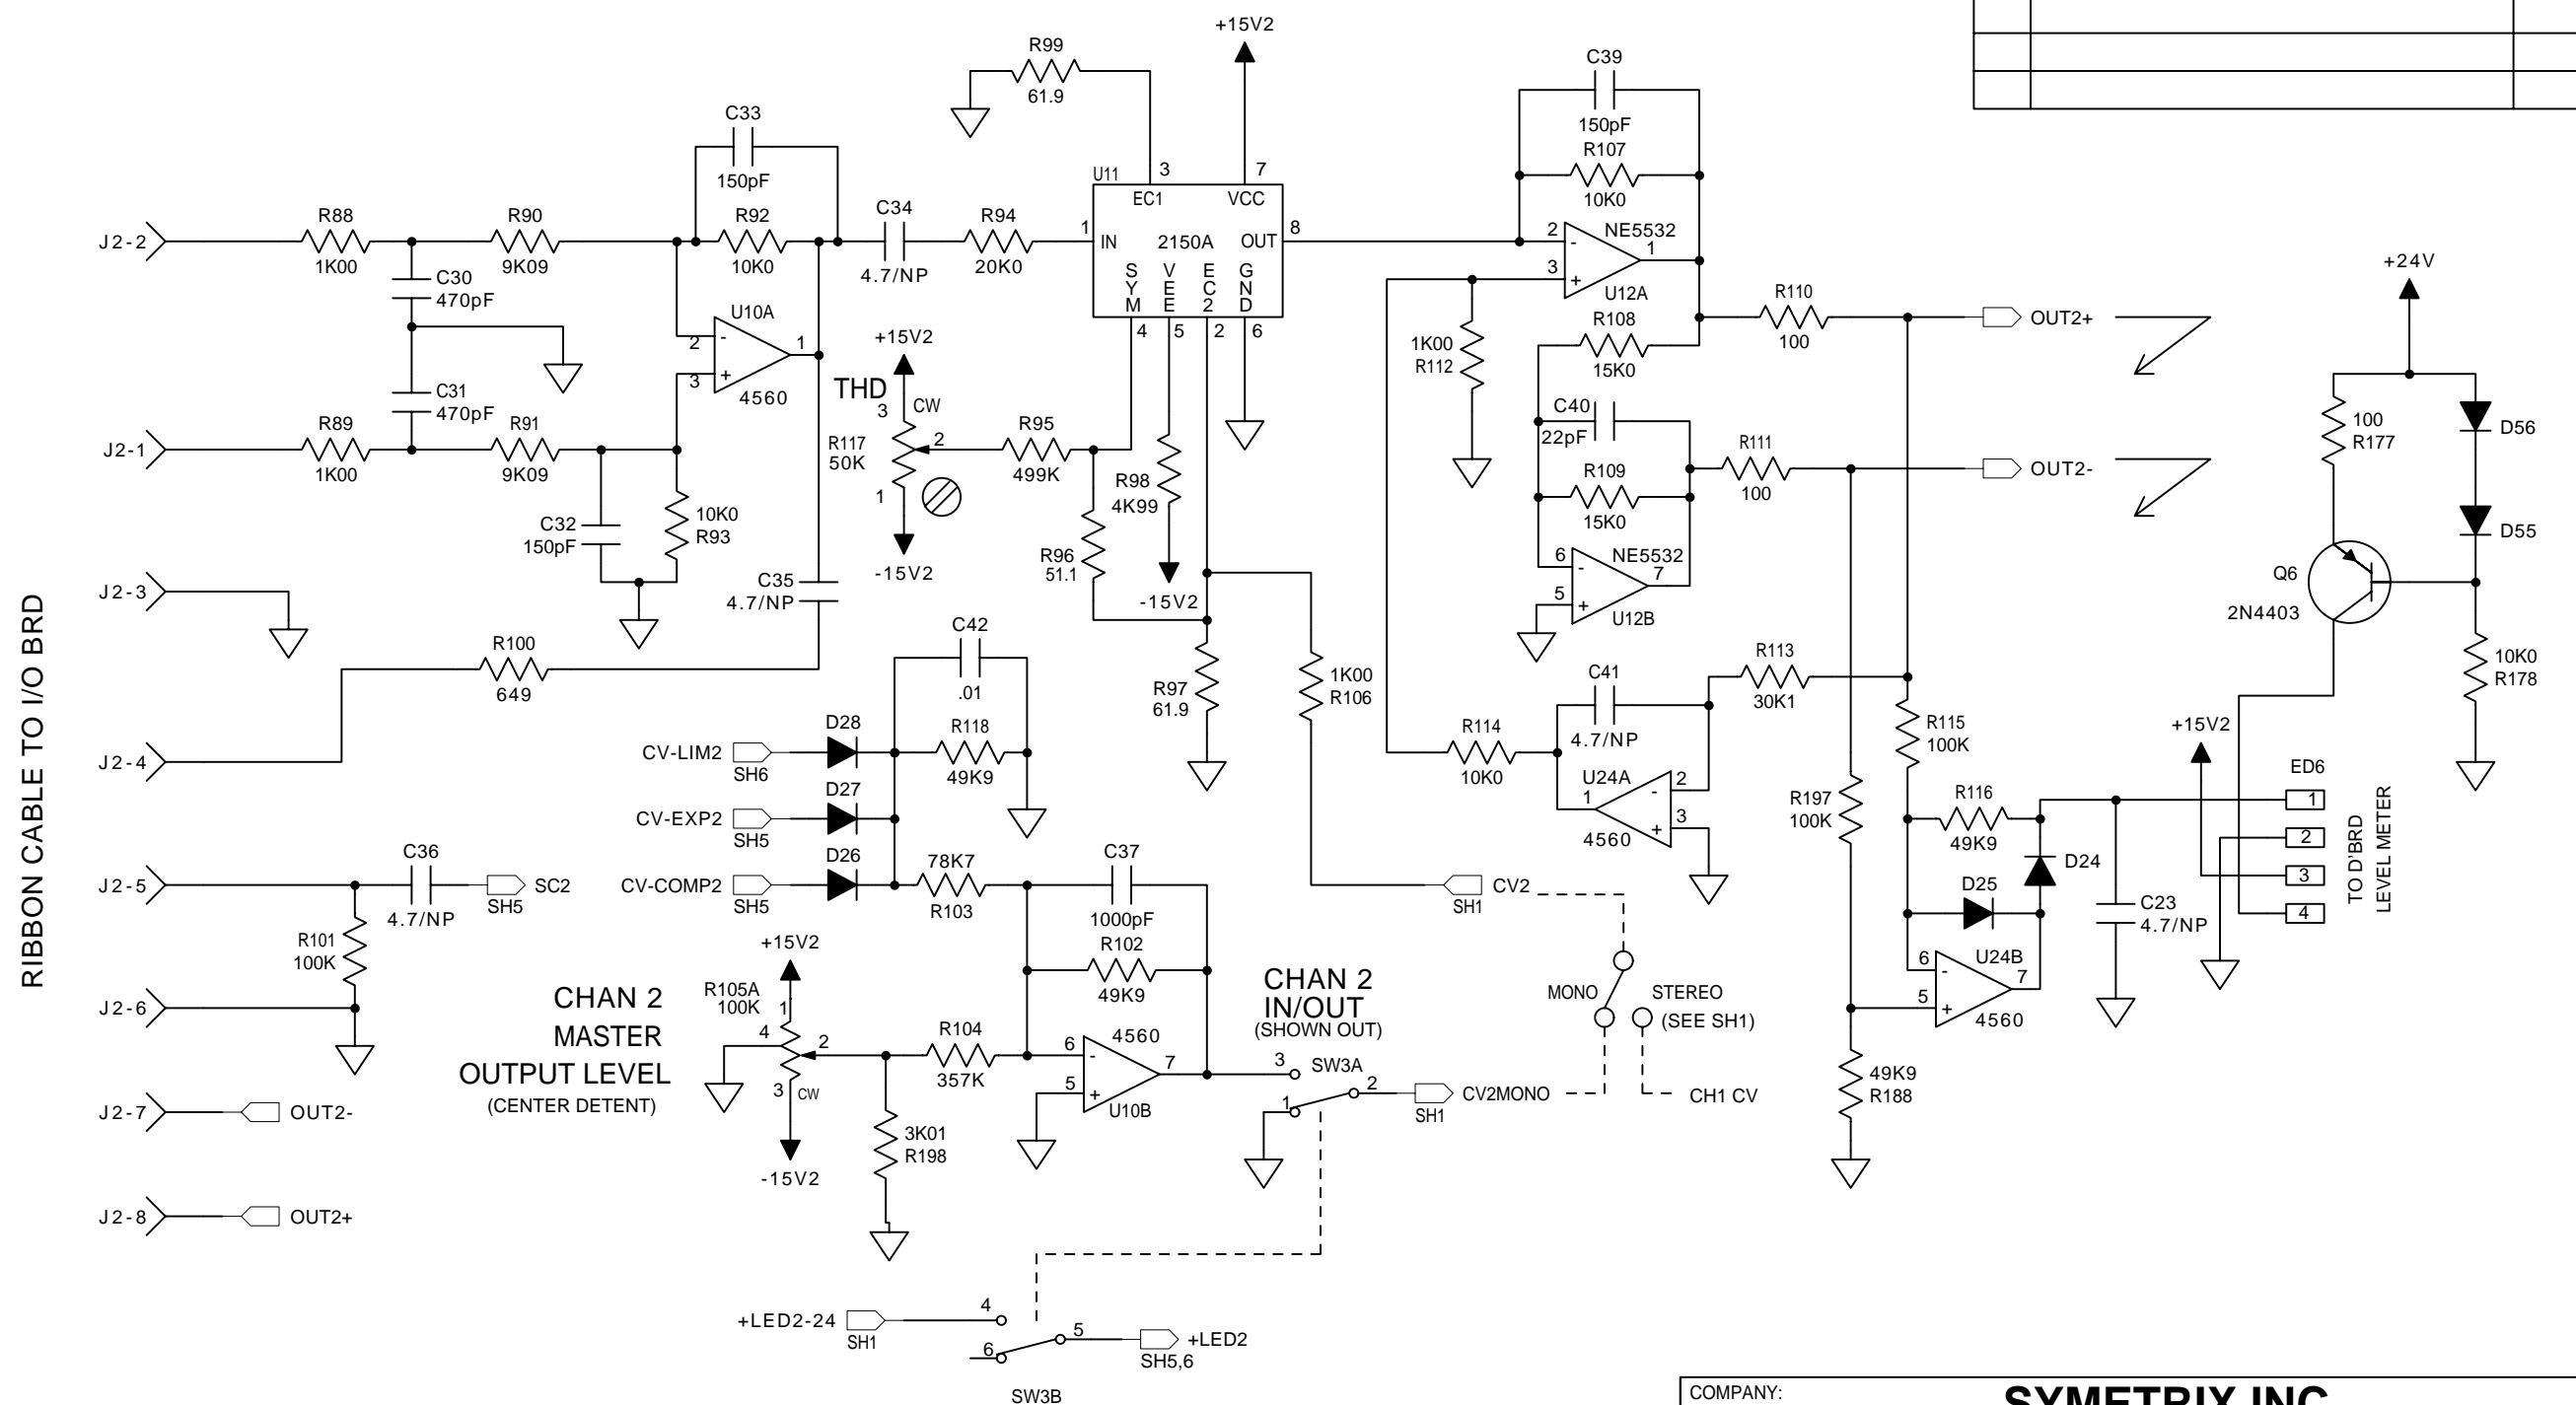 +15V2
R99
61.9
C39
150pF
R107
10K0
C33
150pF
U11
3
7
EC1
VCC
J2-2
R88
1K00
R90
9K09
R92
10K0
C34
4.7/NP
R94
20K0
1
IN
2150A
OUT
8
SYM
VEE
EC2
GND
4
5
2
6
2
-
3
+
NE5532
1
U12A
C30
470pF
U10A
2
-
3
+
1
4560
+15V2
THD
3
CW
R117
50K
2
1
-15V2
R95
499K
R98
4K99
R96
51.1
-15V2
1K00
R112
R108
15K0
R110
100
OUT2+
+24V
C31
470pF
J2-1
R89
1K00
R91
9K09
C32
150pF
10K0
R93
C40
22pF
R109
15K0
R111
100
OUT2-
100
R177
D56
D55
NE5532
6
-
5
+
7
U12B
Q6
2N4403
10K0
R178
C35
4.7/NP
RIBBON CABLE TO I/O BRD
J2-3
R100
649
J2-4
C42
.01
R97
61.9
1K00
R106
C41
4.7/NP
R113
30K1
R114
10K0
U24A
1
2
-
3
+
4560
R115
100K
+15V2
ED6
1
2
3
4
TO D'BRD
LEVEL METER
D28
CV-LIM2
SH6
R118
49K9
D27
CV-EXP2
SH5
D26
CV-COMP2
SH5
78K7
R103
C37
1000pF
R102
49K9
R197
100K
R116
49K9
D24
D25
C23
4.7/NP
U24B
6
-
5
+
7
4560
J2-5
C36
4.7/NP
SC2
SH5
CV2
SH1
R101
100K
J2-6
CHAN 2
MASTER
OUTPUT LEVEL
(CENTER DETENT)
+15V2
R105A
100K
1
4
2
3
CW
-15V2
R104
357K
4560
6
-
5
+
7
U10B
3K01
R198
CHAN 2
IN/OUT
(SHOWN OUT)
3
SW3A
1
2
SH1
CV2MONO
MONO
STEREO
(SEE SH1)
CH1 CV
49K9
R188
J2-7
OUT2-
J2-8
OUT2+
+LED2-24
SH1
4
5
6
+LED2
SH5,6
SW3B
COMPANY:
SYMETRIX INC